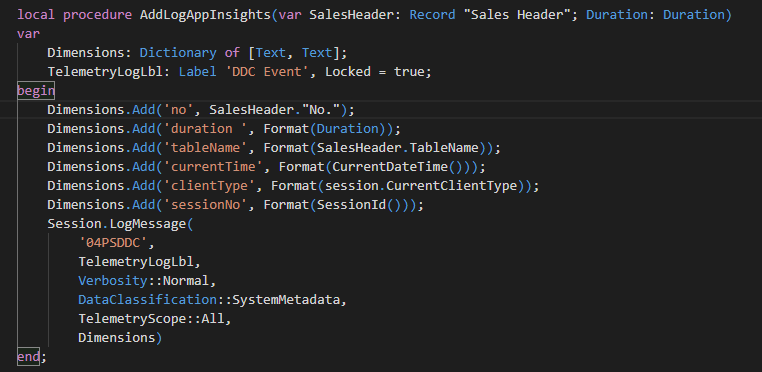 local procedure AddLogAppInsights(var SalesHeader: Record "Sales Header"; Duration: Duration)
var
    Dimensions: Dictionary of [Text, Text];
    TelemetryLogLbl: Label 'DDC Event', Locked = true;
begin
    Dimensions.Add('no', SalesHeader."No.");
    Dimensions.Add('duration ', Format(Duration));
    Dimensions.Add('tableName', Format(SalesHeader.TableName));
    Dimensions.Add('currentTime', Format(CurrentDateTime()));
    Dimensions.Add('clientType', Format(session.CurrentClientType));
    Dimensions.Add('sessionNo', Format(SessionId()));
    Session.LogMessage(
        '04PSDDC',
        TelemetryLogLbl,
        Verbosity::Normal,
        DataClassification::SystemMetadata,
        TelemetryScope::All,
        Dimensions)
end;